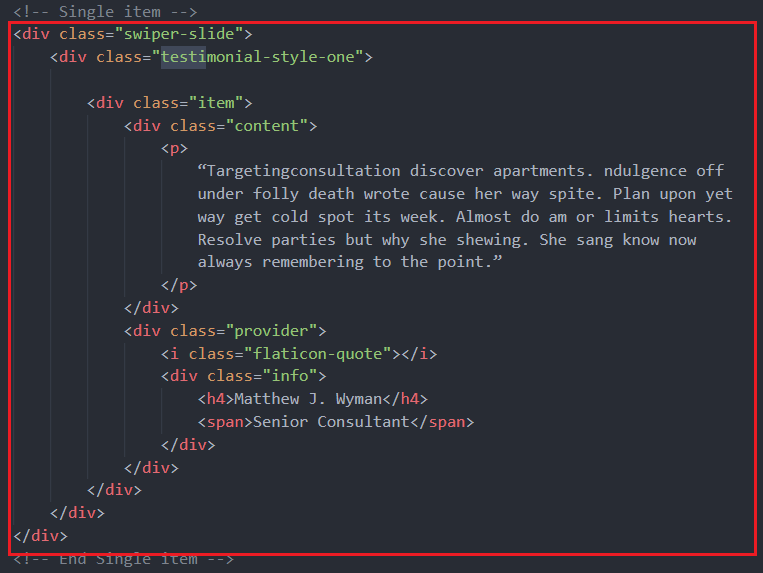 <!-- Single item -->
<div class="swiper-slide">
<div class="testimonial-style-one">
<div class="item">
<div class="content">
<p>
“Targetingconsultation discover apartments. ndulgence off
under folly death wrote cause her way spite. Plan upon yet
way get cold spot its week. Almost do am or limits hearts.
Resolve parties but why she shewing. She sang know now
always remembering to the point.”
</p>
</div>
<div class="provider">
<i class="flaticon-quote"></i>
<div class="info">
<h4>Matthew J. Wyman</h4>
<span>Senior Consultant</span>
</div>
</div>
</div>
</div>
</div>
<!-- End Single item -->